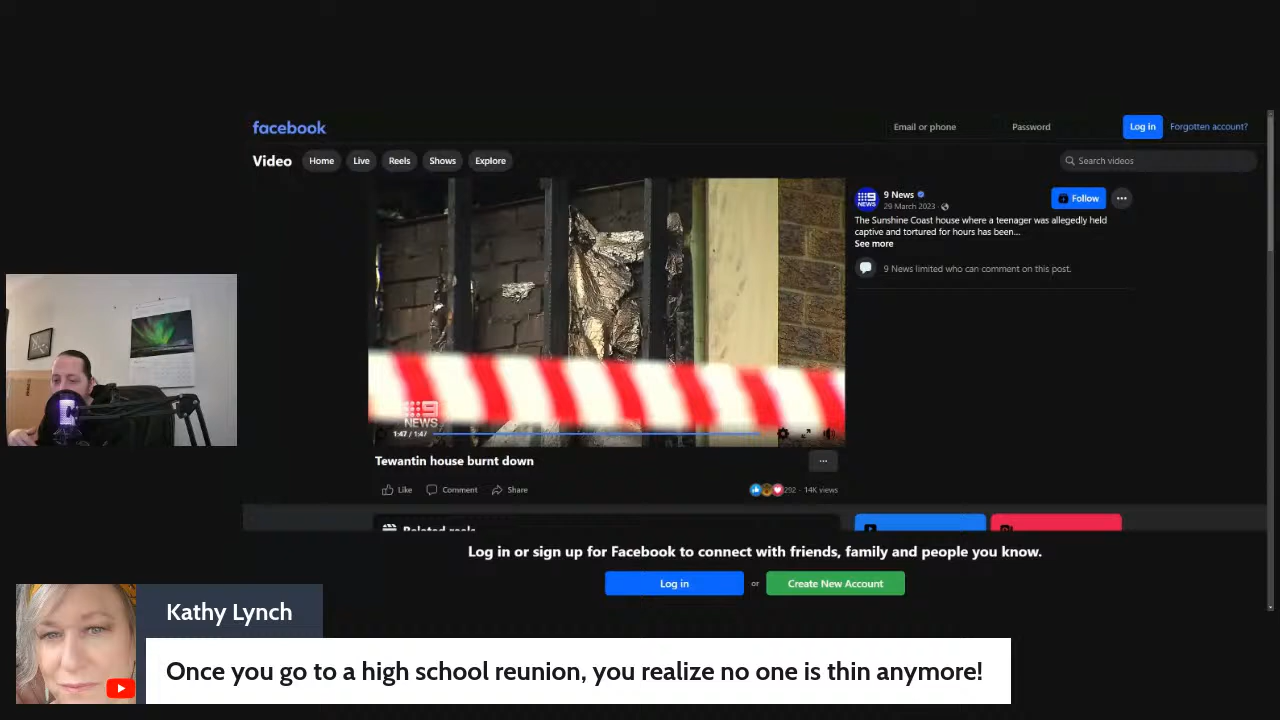 facebook
Email or phone
Password
Log in
Forgotten account?
Video
Home
Live
Reels
Shows
Explore
Search videos
9 News
29 March 2023
Follow
The Sunshine Coast house where a teenager was allegedly held
captive and tortured for hours has been...
See more
9 News limited who can comment on this post.
9
NEWS
1:47 / 1:47
Tewantin house burnt down
Like
Comment
Share
292 · 14K views
Related reels
Log in or sign up for Facebook to connect with friends, family and people you know.
Log in
or
Create New Account
Kathy Lynch
Once you go to a high school reunion, you realize no one is thin anymore!